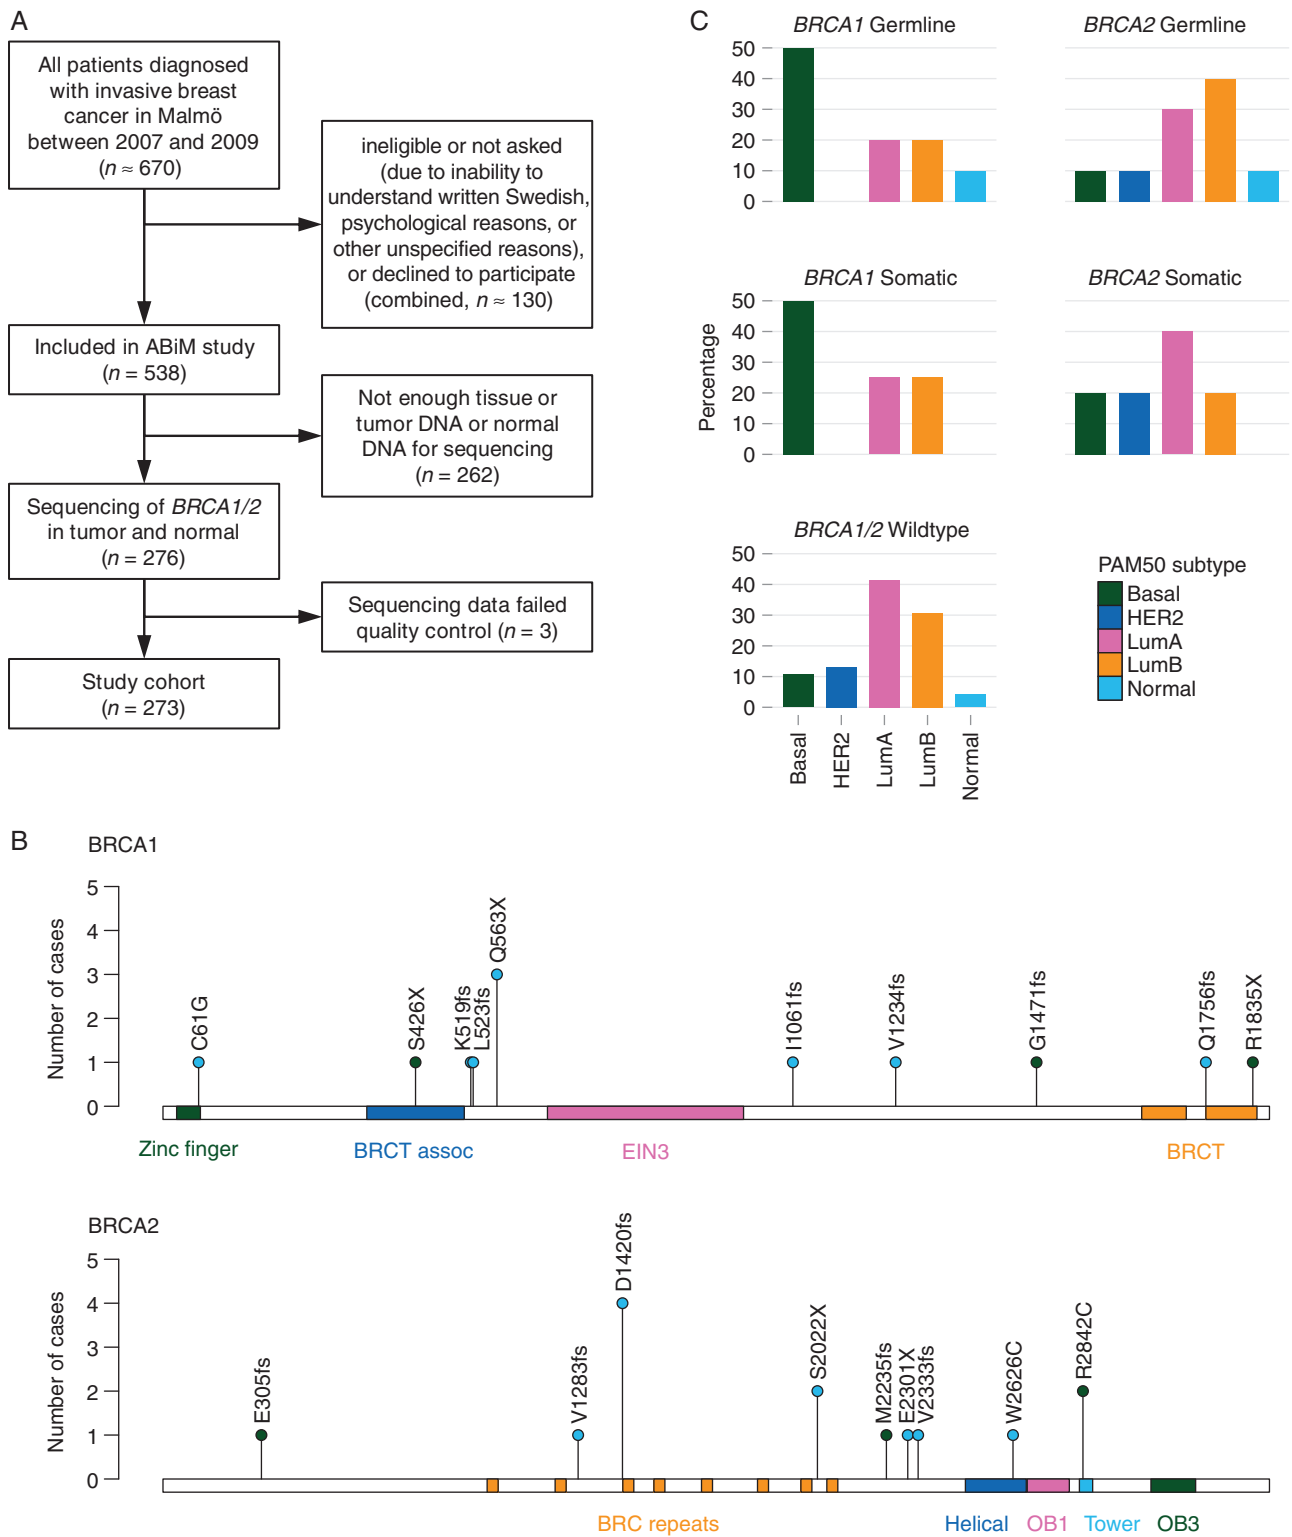 A
All patients diagnosed
with invasive breast
cancer in Malmö
between 2007 and 2009
(n ≈ 670)
ineligible or not asked
(due to inability to
understand written Swedish,
psychological reasons, or
other unspecified reasons),
or declined to participate
(combined, n ≈ 130)
Included in ABiM study
(n = 538)
Not enough tissue or
tumor DNA or normal
DNA for sequencing
(n = 262)
Sequencing of BRCA1/2
in tumor and normal
(n = 276)
Sequencing data failed
quality control (n = 3)
Study cohort
(n = 273)
C
BRCA1 Germline
50
40
30
20
10
0
BRCA2 Germline
BRCA1 Somatic
Percentage
50
40
30
20
10
0
BRCA2 Somatic
BRCA1/2 Wildtype
50
40
30
20
10
0
Basal
HER2
LumA
LumB
Normal
PAM50 subtype
Basal
HER2
LumA
LumB
Normal
B
BRCA1
Number of cases
5
4
3
2
1
0
C61G
S426X
K519fs
L523fs
Q563X
I1061fs
V1234fs
G1471fs
Q1756fs
R1835X
Zinc finger
BRCT assoc
EIN3
BRCT
BRCA2
Number of cases
5
4
3
2
1
0
E305fs
V1283fs
D1420fs
S2022X
M2235fs
E2301X
V2333fs
W2626C
R2842C
BRC repeats
Helical
OB1
Tower
OB3